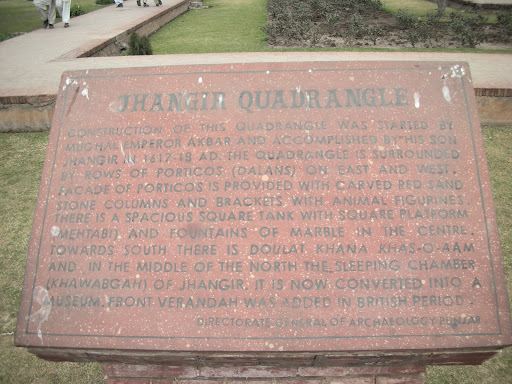 JHANGIR QUADRANGLE
CONSTRUCTION OF THIS QUADRANGLE WAS STARTED BY
MUGHAL EMPEROR AKBAR AND ACCOMPLISHED BY HIS SON
JHANGIR IN 1617-18 AD. THE QUADRANGLE IS SURROUNDED
BY ROWS OF PORTICOS (DALANS) ON EAST AND WEST.
FACADE OF PORTICOS IS PROVIDED WITH CARVED RED SAND
STONE COLUMNS AND BRACKETS WITH ANIMAL FIGURINES.
THERE IS A SPACIOUS SQUARE TANK WITH SQUARE PLATFORM
(MEHTABI) AND FOUNTAINS OF MARBLE IN THE CENTRE.
TOWARDS SOUTH THERE IS DOULAT KHANA KHAS-O-AAM
AND IN THE MIDDLE OF THE NORTH THE SLEEPING CHAMBER
(KHAWABGAH) OF JHANGIR. IT IS NOW CONVERTED INTO A
MUSEUM. FRONT VERANDAH WAS ADDED IN BRITISH PERIOD.
DIRECTORATE GENERAL OF ARCHAEOLOGY PUNJAB